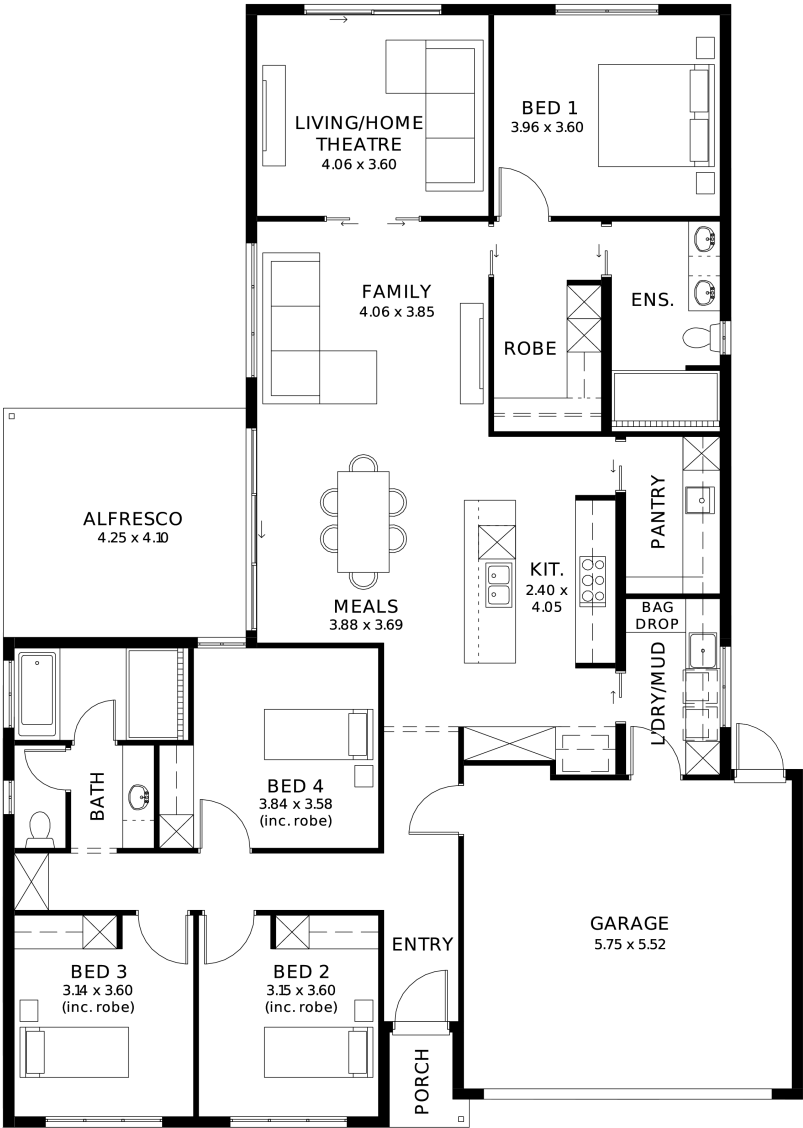 LIVING/HOME
THEATRE
4.06 x 3.60
BED 1
3.96 x 3.60
FAMILY
4.06 x 3.85
ENS.
ROBE
ALFRESCO
4.25 x 4.10
PANTRY
KIT.
2.40 x
4.05
MEALS
3.88 x 3.69
BAG
DROP
L'DRY/MUD
BATH
BED 4
3.84 x 3.58
(inc. robe)
GARAGE
5.75 x 5.52
ENTRY
BED 3
3.14 x 3.60
(inc. robe)
BED 2
3.15 x 3.60
(inc. robe)
PORCH